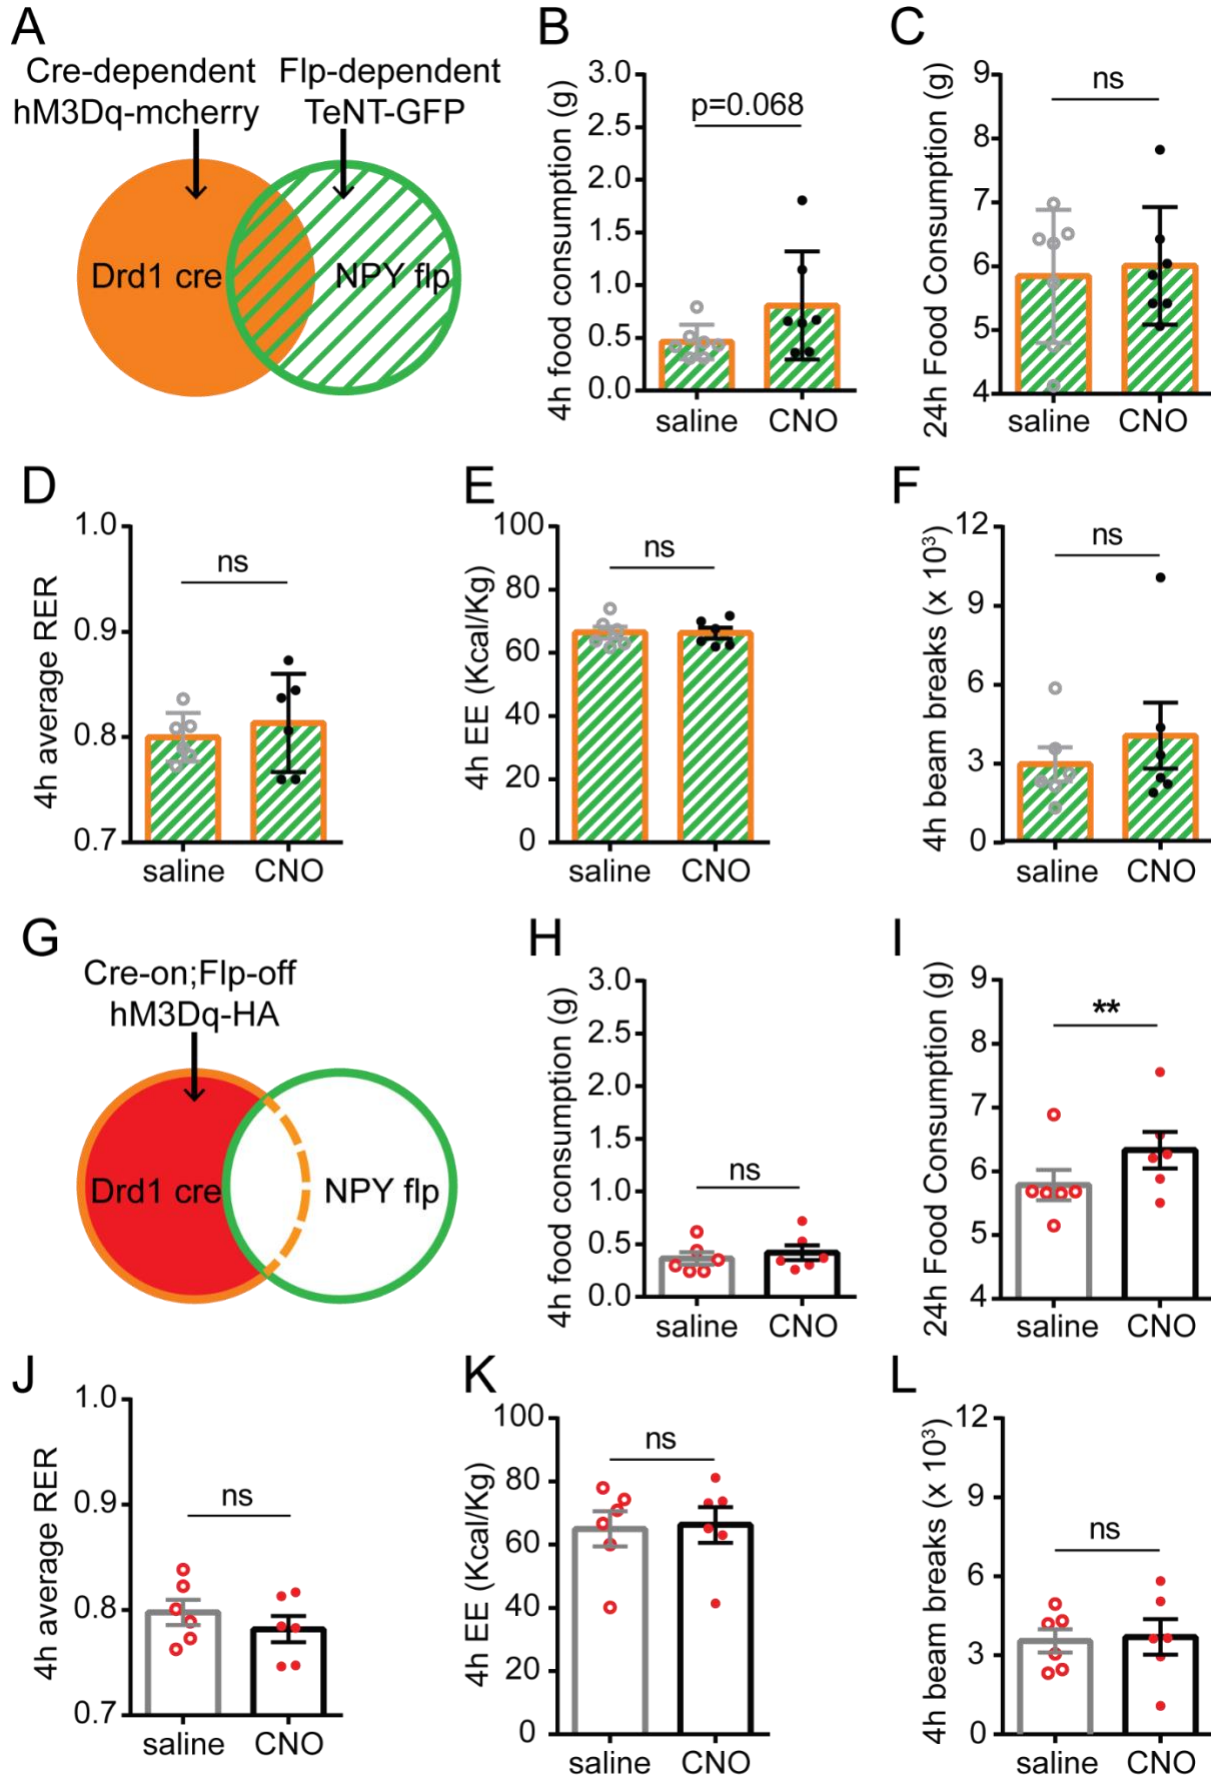 A
Cre-dependent Flp-dependent
hM3Dq-mcherry TeNT-GFP
Drd1 cre NPY flp
B
4h food consumption (g)
3.0
2.5
2.0
1.5
1.0
0.5
0.0
p=0.068
saline CNO
C
24h Food Consumption (g)
9
8
7
6
5
4
ns
saline CNO
D
4h average RER
1.0
0.9
0.8
0.7
ns
saline CNO
E
4h EE (Kcal/Kg)
100
80
60
40
20
0
ns
saline CNO
F
4h beam breaks (x 10³)
12
9
6
3
0
ns
saline CNO
G
Cre-on;Flp-off
hM3Dq-HA
Drd1 cre NPY flp
H
4h food consumption (g)
3.0
2.5
2.0
1.5
1.0
0.5
0.0
ns
saline CNO
I
24h Food Consumption (g)
9
8
7
6
5
4
**
saline CNO
J
4h average RER
1.0
0.9
0.8
0.7
ns
saline CNO
K
4h EE (Kcal/Kg)
100
80
60
40
20
0
ns
saline CNO
L
4h beam breaks (x 10³)
12
9
6
3
0
ns
saline CNO